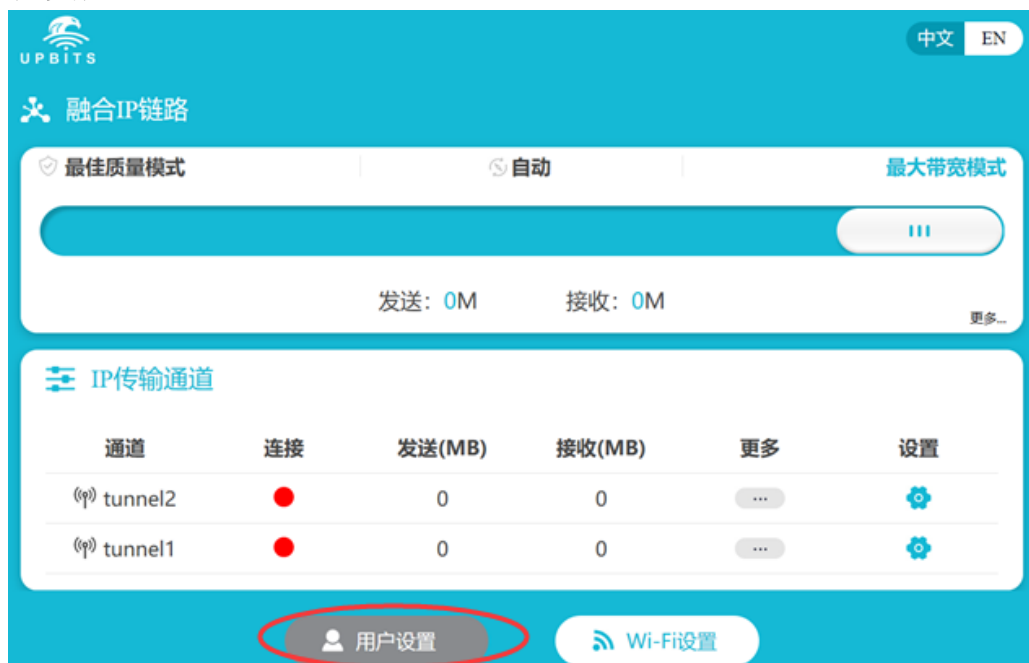 UPBITS
中文 EN
融合IP链路
最佳质量模式 自动 最大带宽模式
发送：0M 接收：0M
更多...
IP传输通道
通道 连接 发送(MB) 接收(MB) 更多 设置
tunnel2 0 0 ...
tunnel1 0 0 ...
用户设置 Wi-Fi设置